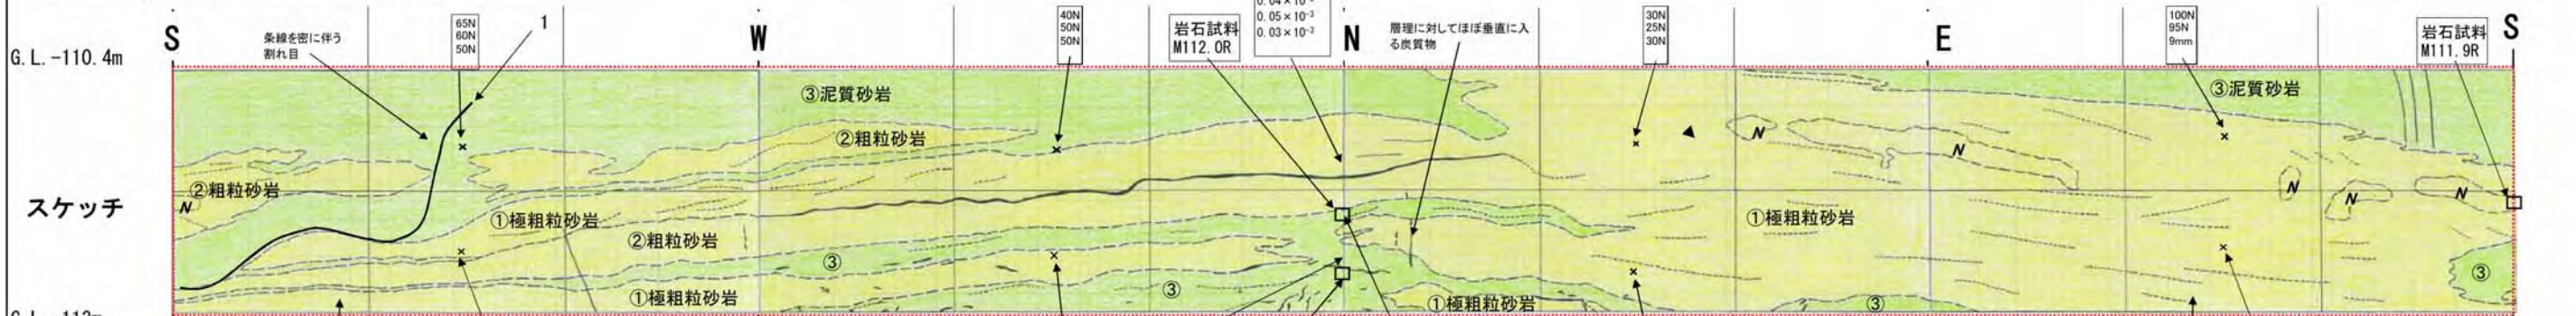 0.05×10⁻³
0.03×10⁻³
G.L.-110.4m
S
条線を密に伴う
割れ目
65N
60N
50N
1
W
40N
50N
50N
岩石試料
M112.0R
N
層理に対してほぼ垂直に入
る炭質物
30N
25N
30N
E
100N
95N
9mm
岩石試料
M111.9R
S
③泥質砂岩
③泥質砂岩
②粗粒砂岩
N
N
②粗粒砂岩
N
スケッチ
①極粗粒砂岩
②粗粒砂岩
①極粗粒砂岩
N
N
N
③
③
①極粗粒砂岩
③
①極粗粒砂岩
③